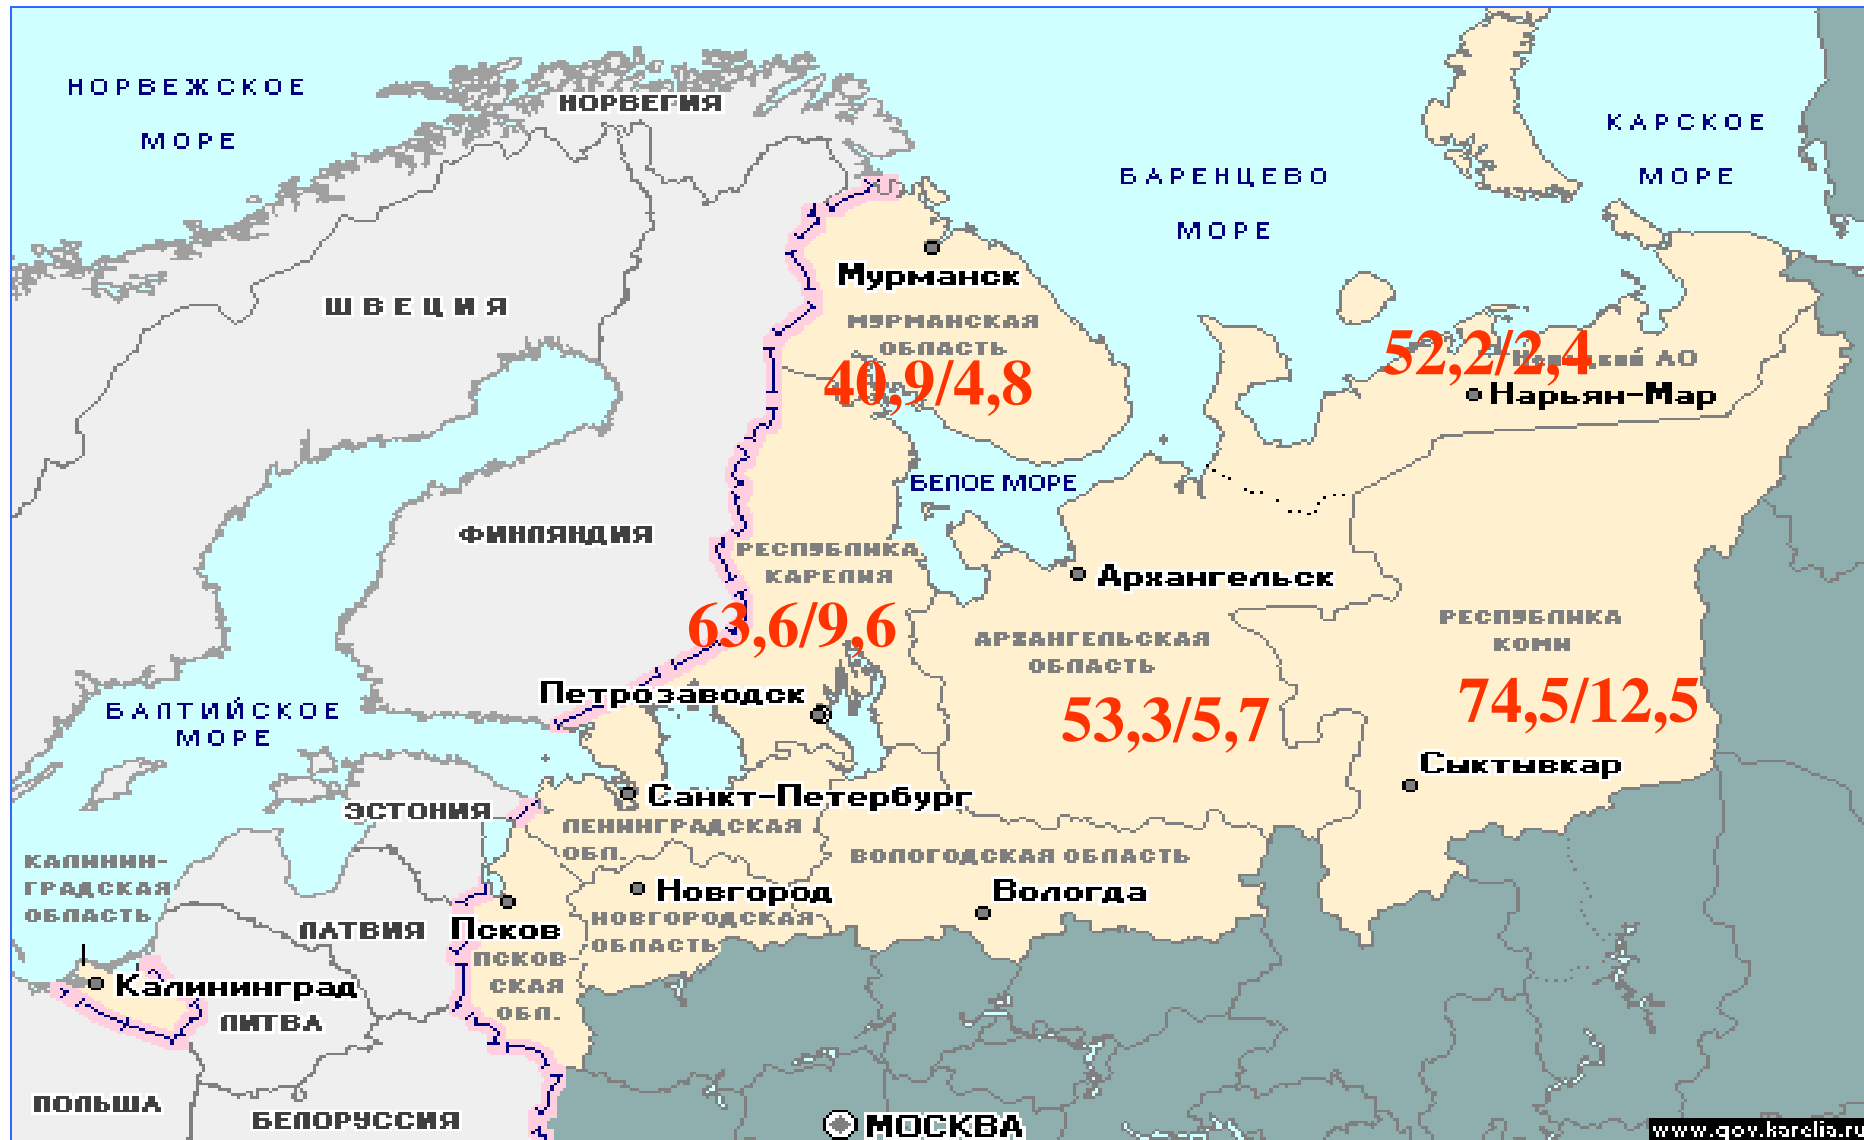 НОРВЕЖСКОЕ
МОРЕ
НОРВЕГИЯ
КАРСКОЕ
МОРЕ
БАРЕНЦЕВО
МОРЕ
Мурманск
МУРМАНСКАЯ
ОБЛАСТЬ
40,9/4,8
ШВЕЦИЯ
52,2/2,4
АО
Нарьян-Мар
БЕЛОЕ МОРЕ
ФИНЛЯНДИЯ
РЕСПУБЛИКА
КАРЕЛИЯ
63,6/9,6
Архангельск
АРХАНГЕЛЬСКАЯ
ОБЛАСТЬ
53,3/5,7
РЕСПУБЛИКА
КОМИ
74,5/12,5
Сыктывкар
Петрозаводск
БАЛТИЙСКОЕ
МОРЕ
Санкт-Петербург
ЭСТОНИЯ
ЛЕНИНГРАДСКАЯ
ОБЛ.
ВОЛОГОДСКАЯ ОБЛАСТЬ
Вологда
КАЛИНИН-
ГРАДСКАЯ
ОБЛАСТЬ
Новгород
НОВГОРОДСКАЯ
ОБЛАСТЬ
ЛАТВИЯ
Псков
ПСКОВ-
СКАЯ
ОБЛ.
Калининград
ЛИТВА
ПОЛЬША
БЕЛОРУССИЯ
МОСКВА
www.gov.karelia.ru